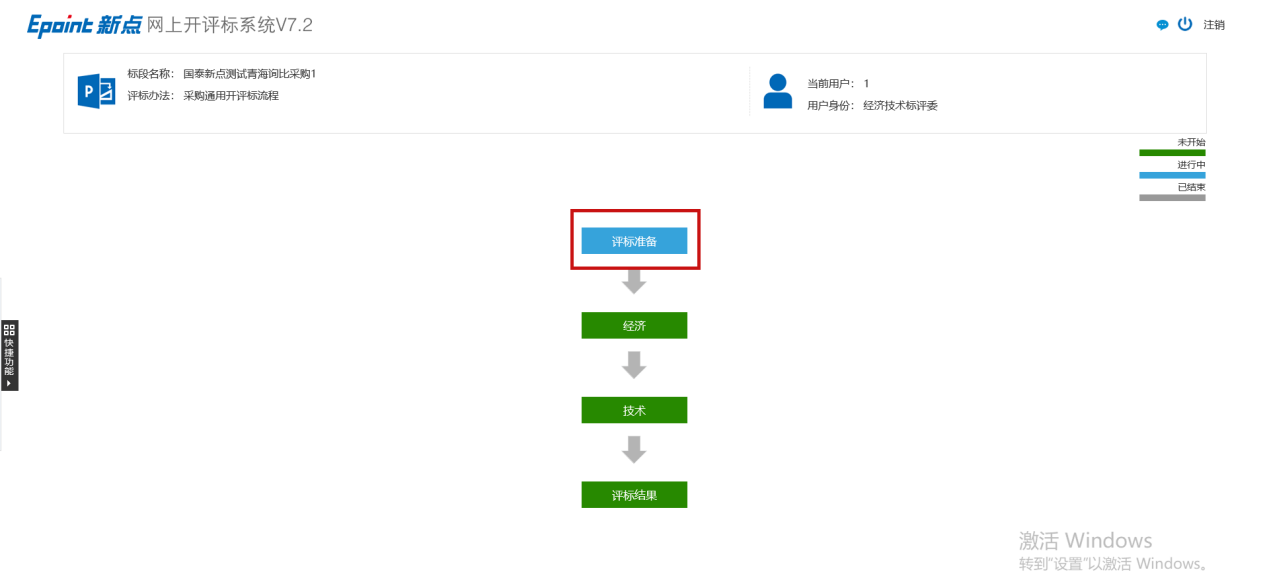 Epoint 新点 网上开评标系统V7.2
注销
标段名称： 国泰新点测试青海询比采购1
评标办法： 采购通用开评标流程
当前用户： 1
用户身份： 经济技术标评委
未开始
进行中
已结束
评标准备
经济
快捷功能
技术
评标结果
激活 Windows
转到"设置"以激活 Windows。